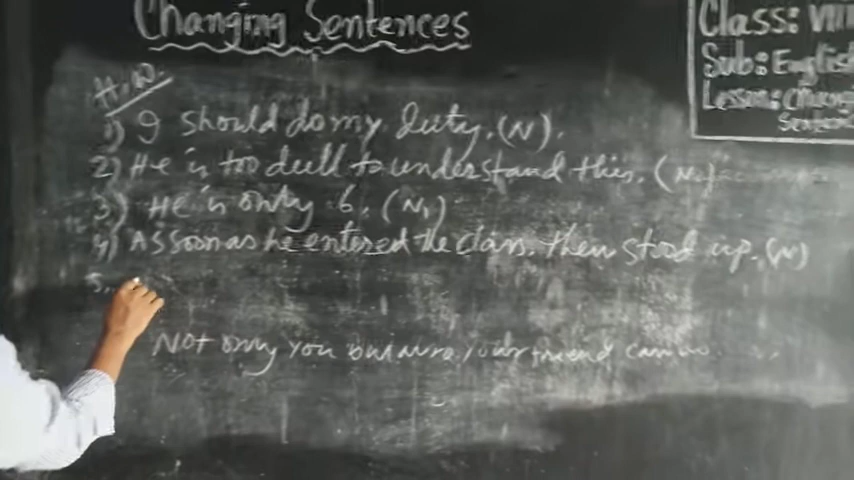 Changing Sentences
Class: VIII
Sub: English
Lesson: Changi
Sentenc
H.W.
1) I should do my duty. (N).
2) He is too dull to understand this. (N
3) He is only 6. (N,)
4) As soon as he entered the class, then stood up. (N)
5.
Not only you but also your friend